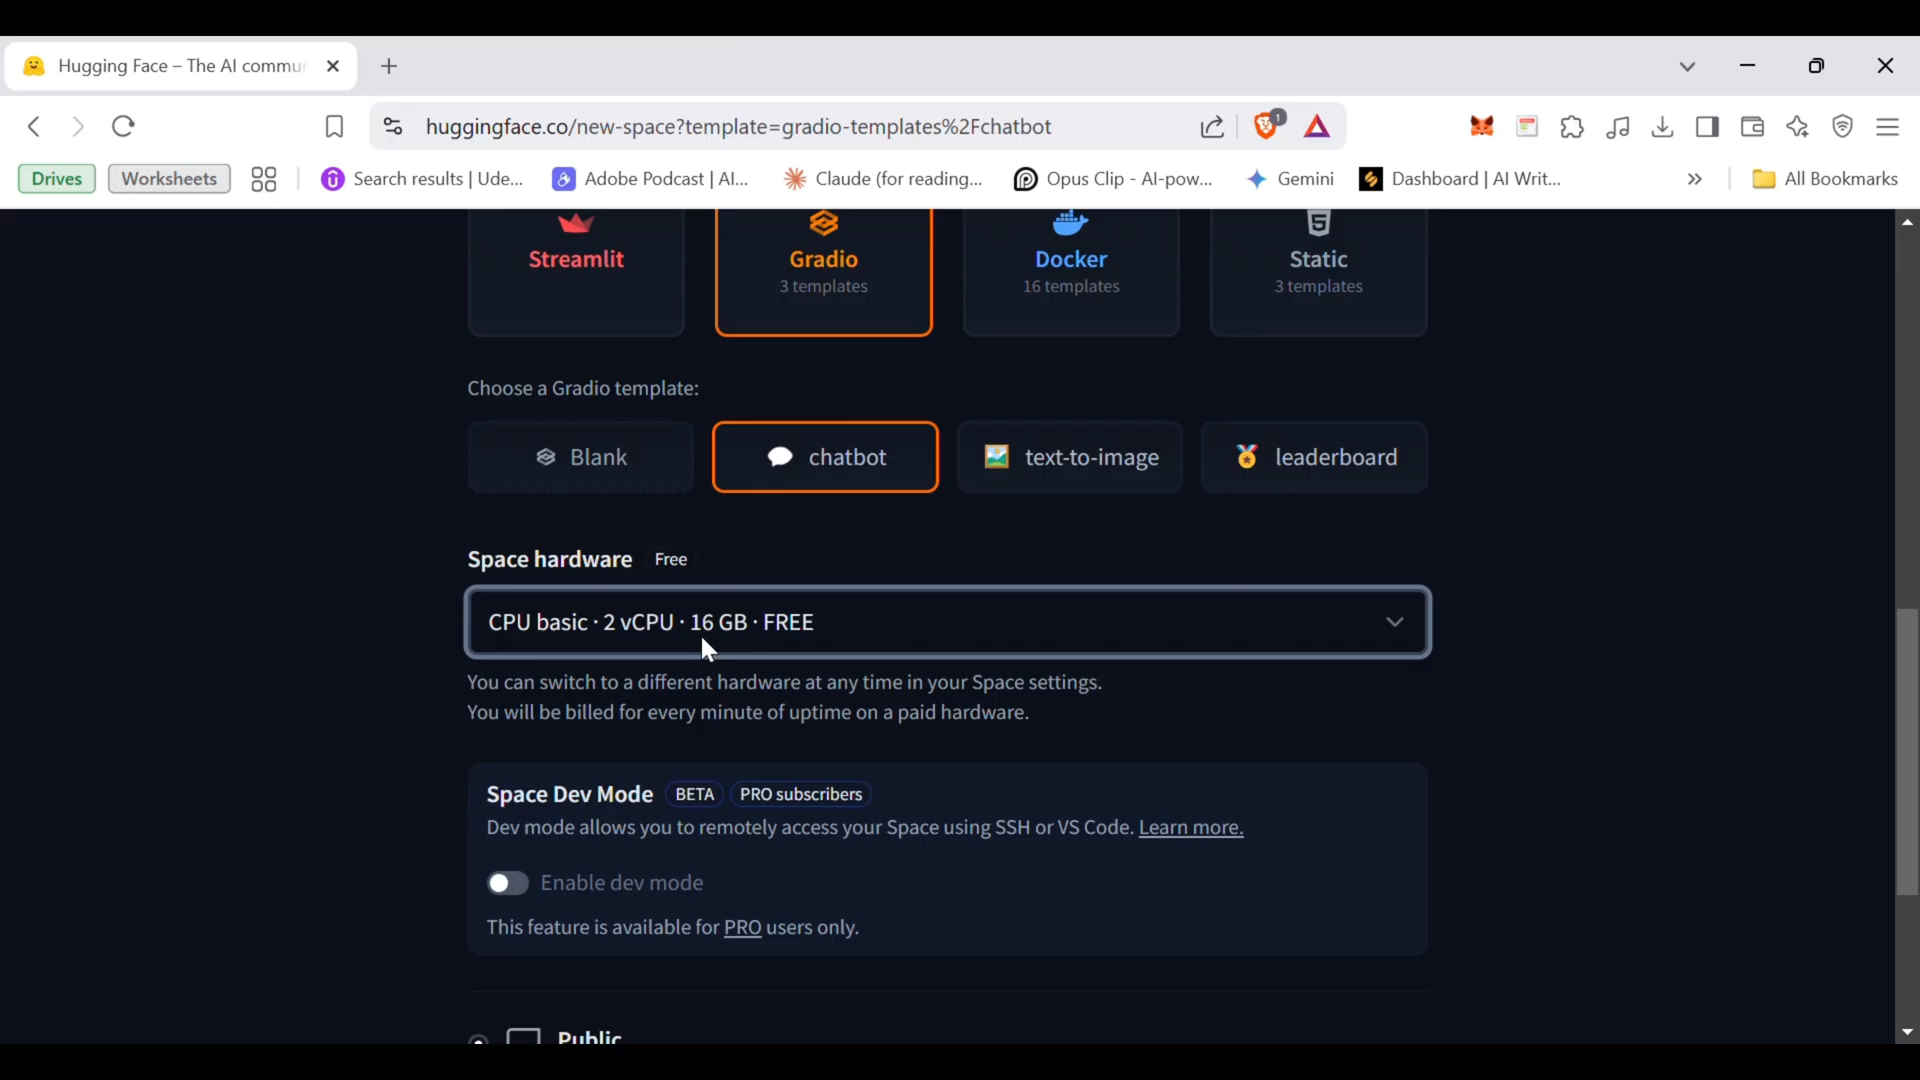 Hugging Face – The AI commu
huggingface.co/new-space?template=gradio-templates%2Fchatbot
1
Drives
Worksheets
Search results | Ude...
Adobe Podcast | AI...
Claude (for reading...
Opus Clip - AI-pow...
Gemini
Dashboard | AI Writ...
All Bookmarks
Streamlit
Gradio
3 templates
Docker
16 templates
5
Static
3 templates
Choose a Gradio template:
Blank
chatbot
text-to-image
leaderboard
Space hardware Free
CPU basic · 2 vCPU · 16 GB · FREE
You can switch to a different hardware at any time in your Space settings.
You will be billed for every minute of uptime on a paid hardware.
Space Dev Mode BETA PRO subscribers
Dev mode allows you to remotely access your Space using SSH or VS Code. Learn more.
Enable dev mode
This feature is available for PRO users only.
Public